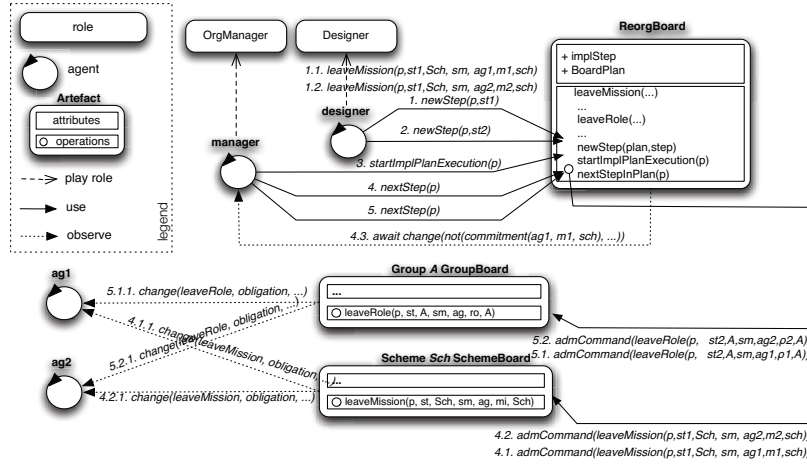 role
agent
Artefact
attributes
operations
play role
use
observe
legend
OrgManager
Designer
1.1. leaveMission(p,st1,Sch, sm, ag1,m1,sch)
1.2. leaveMission(p,st1,Sch, sm, ag2,m2,sch)
designer
1. newStep(p,st1)
2. newStep(p,st2)
manager
3. startImplPlanExecution(p)
4. nextStep(p)
5. nextStep(p)
4.3. await change(not(commitment(ag1, m1, sch), ...))
ReorgBoard
+ implStep
+ BoardPlan
leaveMission(...)
...
leaveRole(...)
...
newStep(plan,step)
startImplPlanExecution(p)
nextStepInPlan(p)
ag1
5.1.1. change(leaveRole, obligation, ...)
4.1.1. change(leaveMission, obligation, ...)
5.2.1. change(leaveRole, obligation, ...)
ag2
4.2.1. change(leaveMission, obligation, ...)
Group A GroupBoard
...
leaveRole(p, st, A, sm, ag, ro, A)
5.2. admCommand(leaveRole(p, st2,A,sm,ag2,ρ2,A)
5.1. admCommand(leaveRole(p, st2,A,sm,ag1,ρ1,A)
Scheme Sch SchemeBoard
...
leaveMission(p, st, Sch, sm, ag, mi, Sch)
4.2. admCommand(leaveMission(p,st1,Sch, sm, ag2,m2,sch)
4.1. admCommand(leaveMission(p,st1,Sch, sm, ag1,m1,sch)